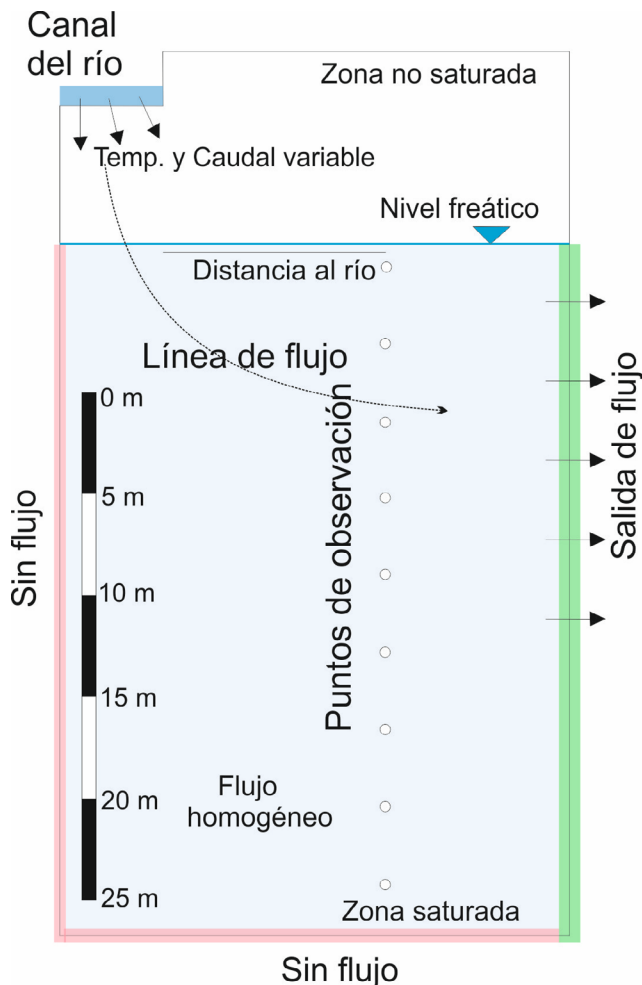 Canal
del río
Zona no saturada
Temp. y Caudal variable
Nivel freático
Distancia al río
Línea de flujo
0 m
5 m
10 m
15 m
20 m
25 m
Sin flujo
Puntos de observación
Salida de flujo
Flujo
homogéneo
Zona saturada
Sin flujo